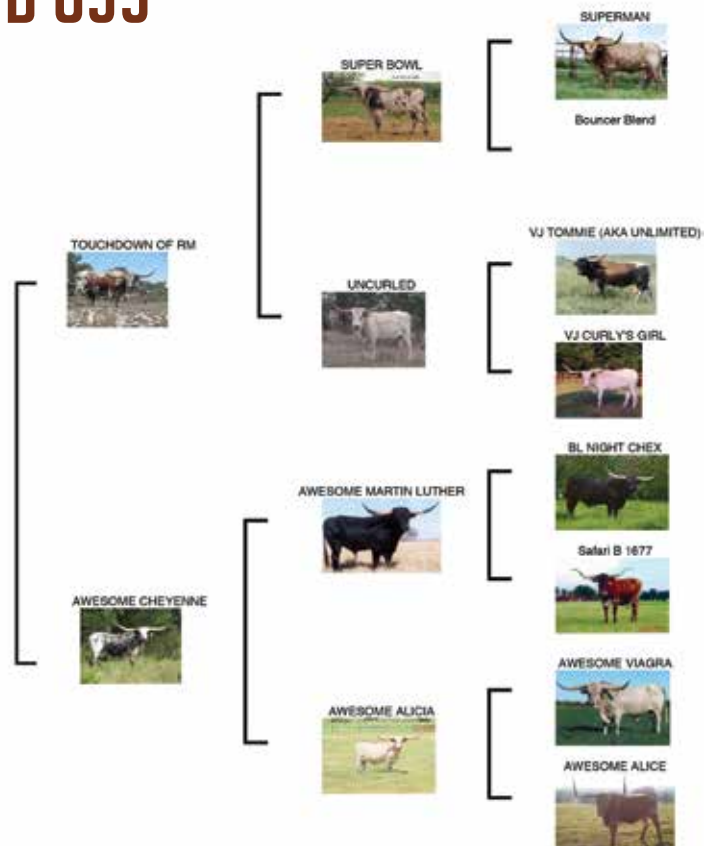 SUPERMAN
SUPER BOWL
Bouncer Blend
TOUCHDOWN OF RM
VJ TOMMIE (AKA UNLIMITED)
UNCURLED
VJ CURLY'S GIRL
BL NIGHT CHEX
AWESOME MARTIN LUTHER
Safari B 1677
AWESOME CHEYENNE
AWESOME VIAGRA
AWESOME ALICIA
AWESOME ALICE